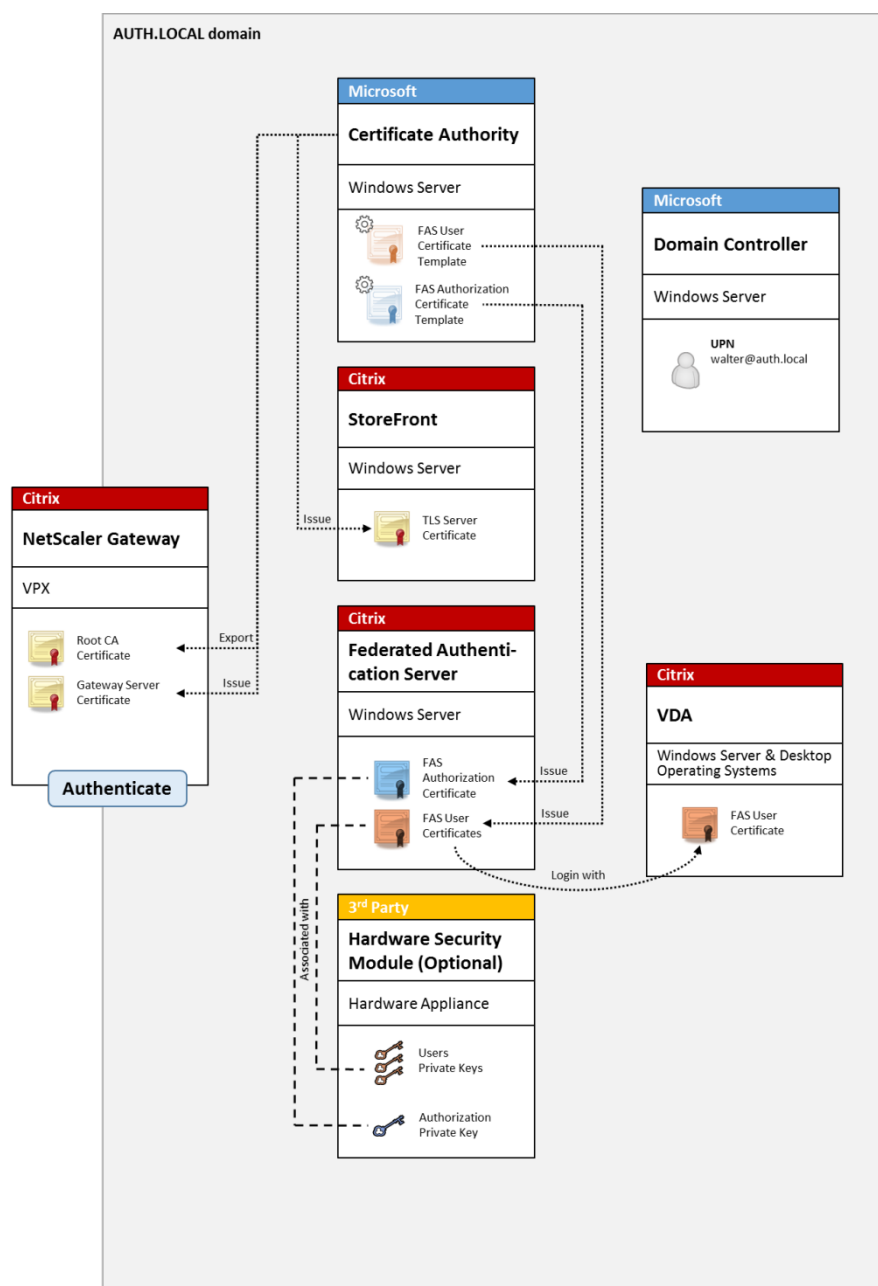 AUTH.LOCAL domain
Microsoft
Certificate Authority
Windows Server
FAS User
Certificate
Template
FAS Authorization
Certificate
Template
Microsoft
Domain Controller
Windows Server
UPN
walter@auth.local
Citrix
StoreFront
Windows Server
Issue
TLS Server
Certificate
Citrix
NetScaler Gateway
VPX
Root CA
Certificate
Export
Gateway Server
Certificate
Issue
Authenticate
Citrix
Federated Authenti-
cation Server
Windows Server
FAS
Authorization
Certificate
Issue
FAS User
Certificates
Issue
Citrix
VDA
Windows Server & Desktop
Operating Systems
FAS User
Certificate
Login with
Associated with
3rd Party
Hardware Security
Module (Optional)
Hardware Appliance
Users
Private Keys
Authorization
Private Key